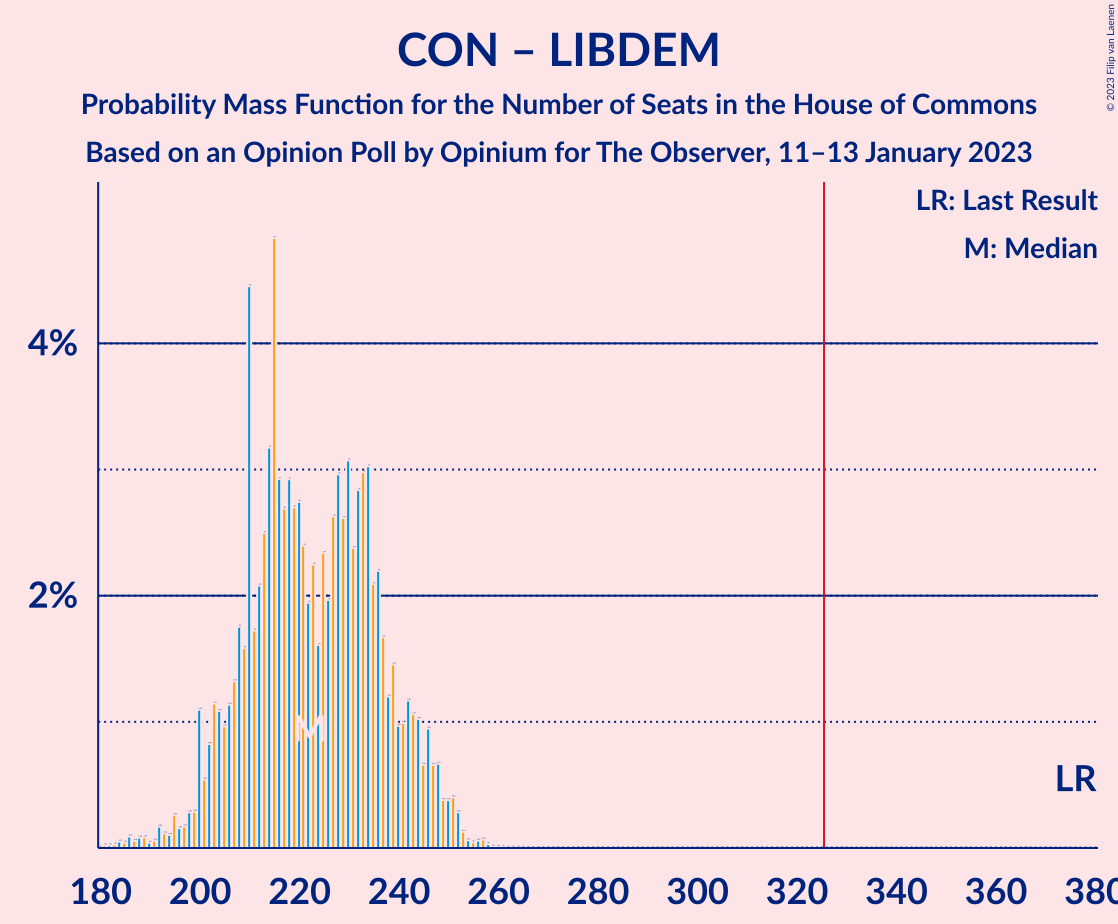 CON – LIBDEM
Probability Mass Function for the Number of Seats in the House of Commons
Based on an Opinion Poll by Opinium for The Observer, 11–13 January 2023
© 2023 Filip van Laenen
LR: Last Result
M: Median
4%
2%
M
LR
180 200 220 240 260 280 300 320 340 360 380